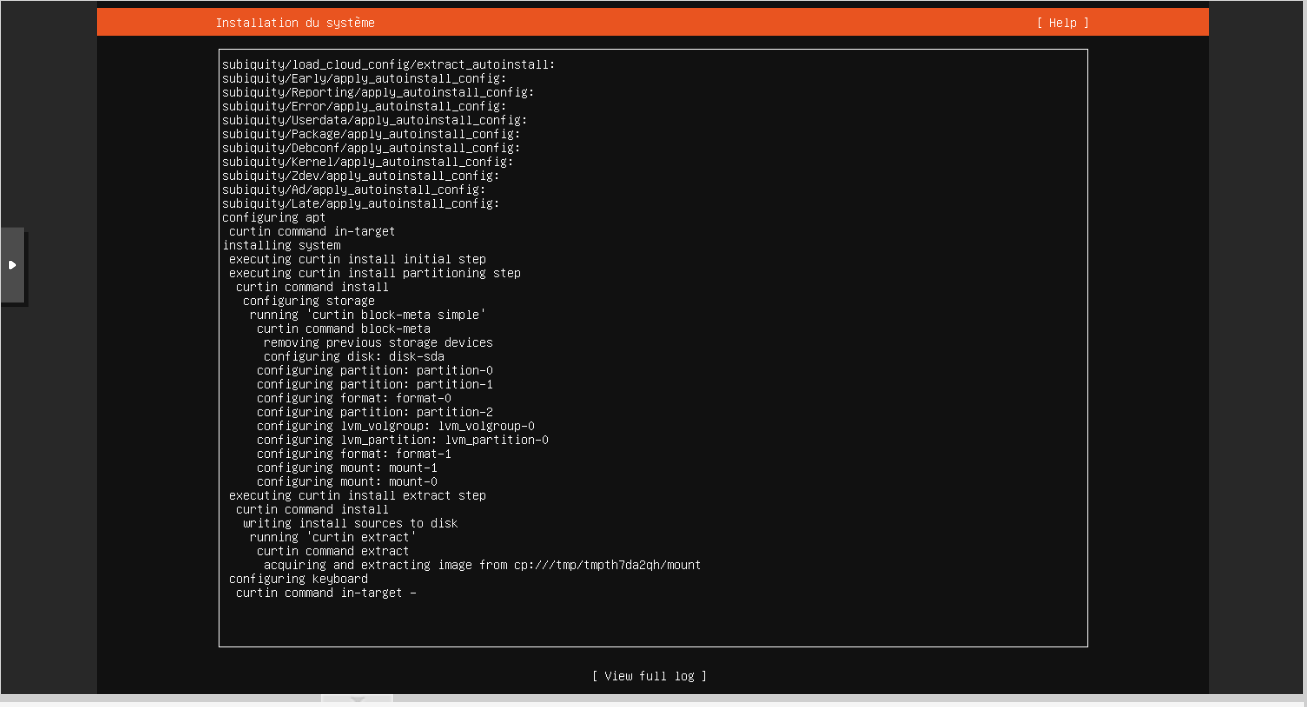 Installation du système [ Help ]
subiquity/load_cloud_config/extract_autoinstall:
subiquity/Early/apply_autoinstall_config:
subiquity/Reporting/apply_autoinstall_config:
subiquity/Error/apply_autoinstall_config:
subiquity/Userdata/apply_autoinstall_config:
subiquity/Package/apply_autoinstall_config:
subiquity/Debconf/apply_autoinstall_config:
subiquity/Kernel/apply_autoinstall_config:
subiquity/Zdev/apply_autoinstall_config:
subiquity/Ad/apply_autoinstall_config:
subiquity/Late/apply_autoinstall_config:
configuring apt
curtin command in-target
installing system
executing curtin install initial step
executing curtin install partitioning step
curtin command install
configuring storage
running 'curtin block-meta simple'
curtin command block-meta
removing previous storage devices
configuring disk: disk-sda
configuring partition: partition-0
configuring partition: partition-1
configuring format: format-0
configuring partition: partition-2
configuring lvm_volgroup: lvm_volgroup-0
configuring lvm_partition: lvm_partition-0
configuring format: format-1
configuring mount: mount-1
configuring mount: mount-0
executing curtin install extract step
curtin command install
writing install sources to disk
running 'curtin extract'
curtin command extract
acquiring and extracting image from cp:///tmp/tmpth7da2qh/mount
configuring keyboard
curtin command in-target -
[ View full log ]